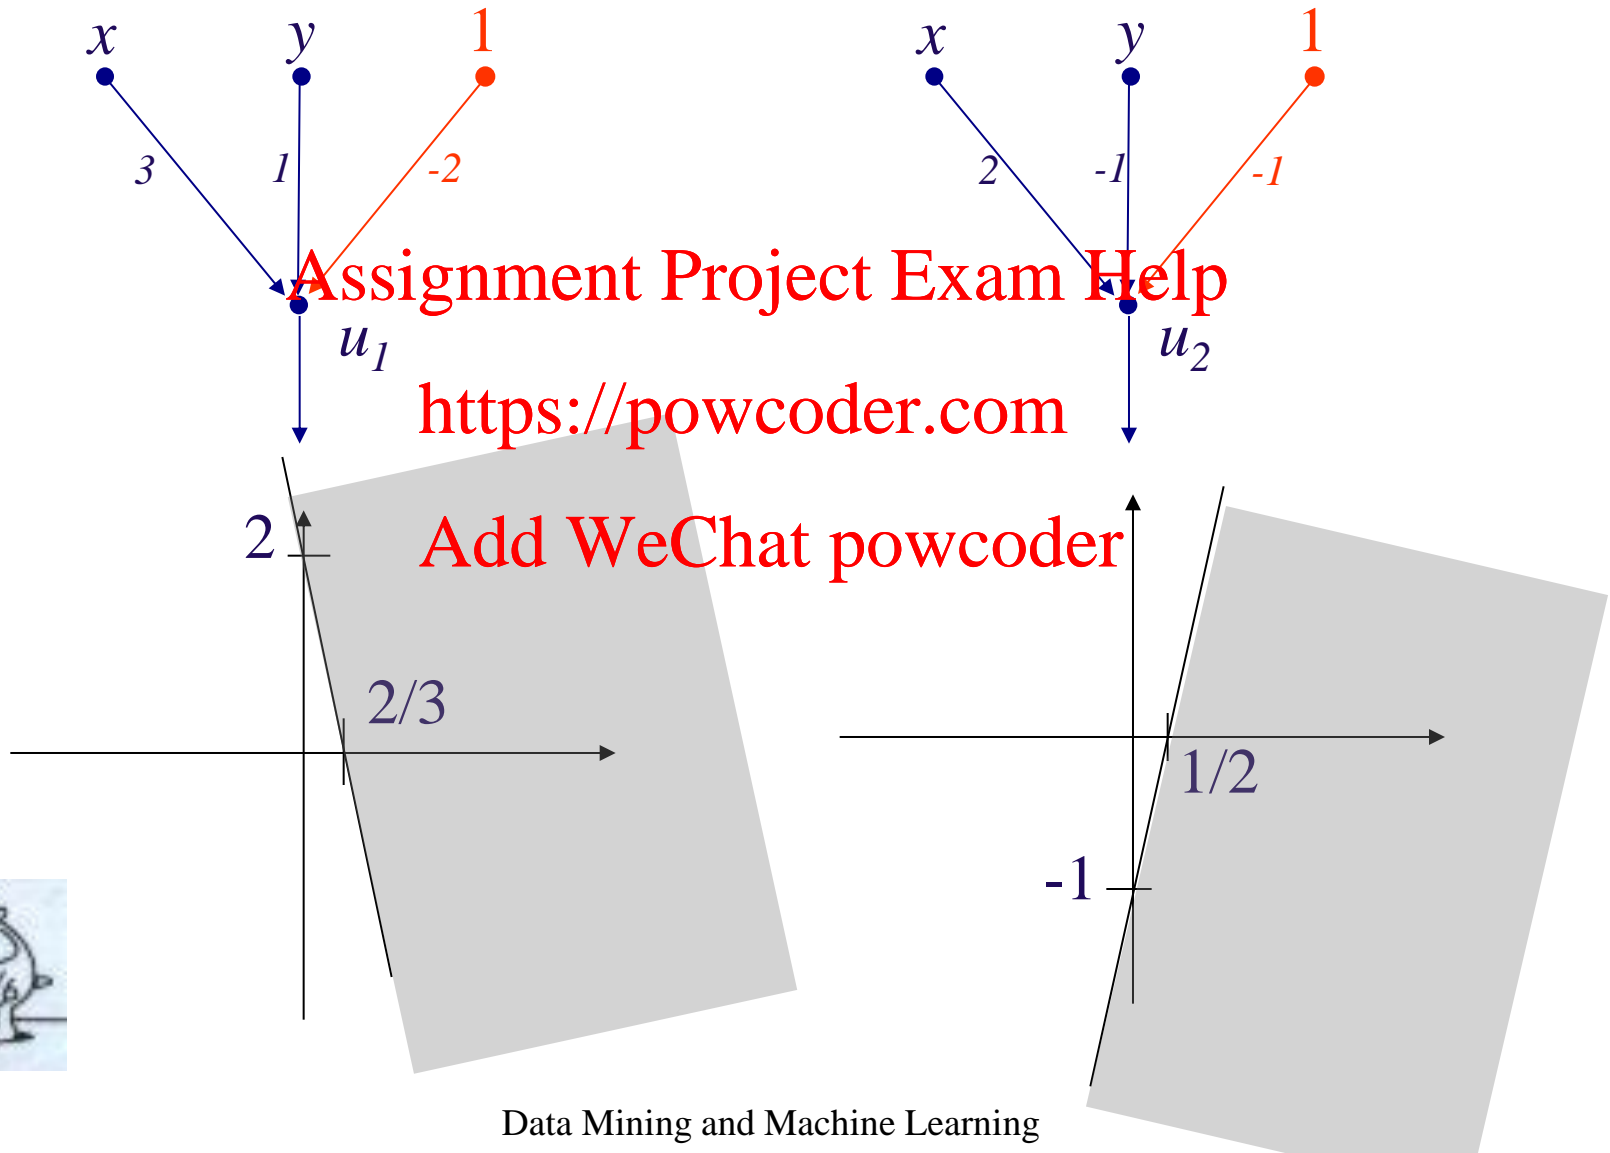 x y 1 x y 1
3 1 -2 2 -1 -1
Assignment Project Exam Help
u1 u2
https://powcoder.com
2
Add WeChat powcoder
2/3
1/2
-1
Data Mining and Machine Learning